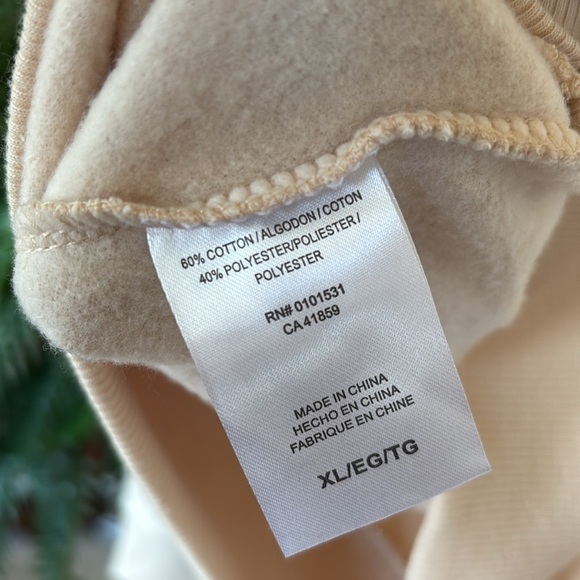 60% COTTON / ALGODON / COTON
40% POLYESTER/POLIESTER /
POLYESTER
RN# 0101531
CA 41859
MADE IN CHINA
HECHO EN CHINA
FABRIQUE EN CHINE
XL/EG/TG